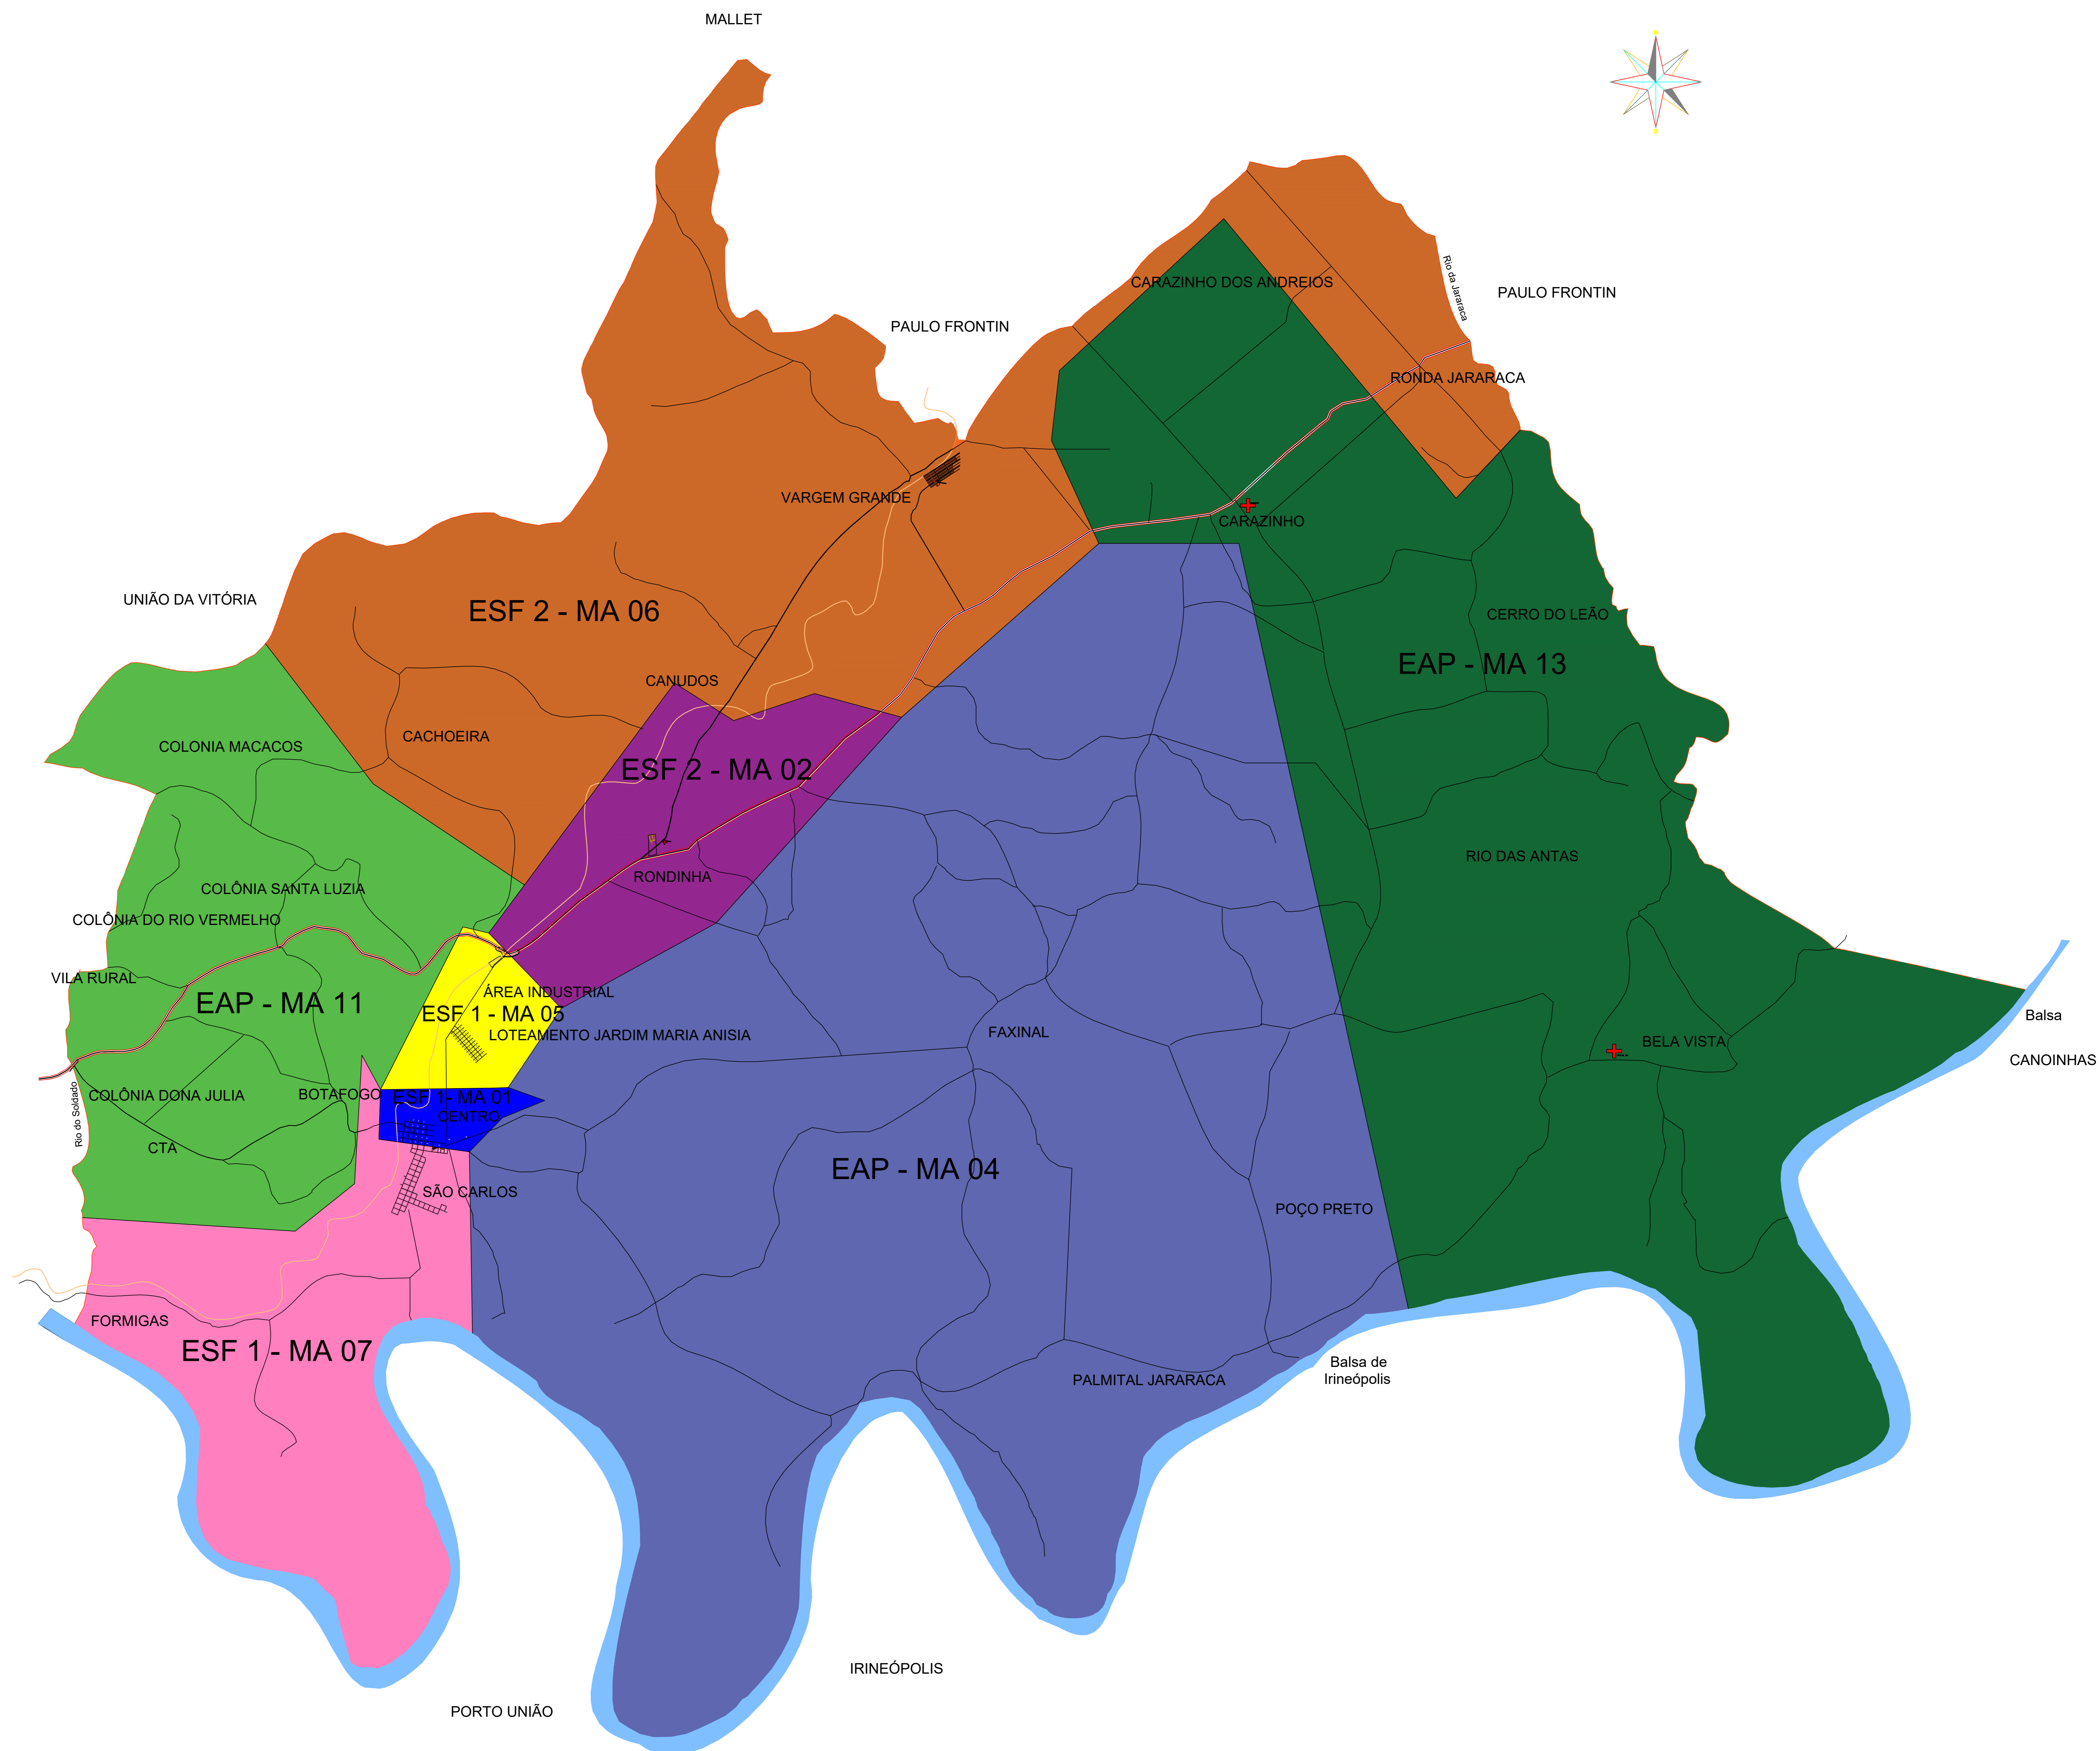 MALLET
CARAZINHO DOS ANDREIOS
Rio da Jararaca
PAULO FRONTIN
PAULO FRONTIN
RONDA JARARACA
VARGEM GRANDE
CARAZINHO
UNIÃO DA VITÓRIA
ESF 2 - MA 06
CERRO DO LEÃO
EAP - MA 13
CANUDOS
CACHOEIRA
COLONIA MACACOS
ESF 2 - MA 02
RIO DAS ANTAS
RONDINHA
COLÔNIA SANTA LUZIA
COLÔNIA DO RIO VERMELHO
VILA RURAL
ÁREA INDUSTRIAL
EAP - MA 11
ESF 1 - MA 05
Balsa
LOTEAMENTO JARDIM MARIA ANISIA
FAXINAL
BELA VISTA
CANOINHAS
COLÔNIA DONA JULIA
BOTAFOGO
ESF 1- MA 01
Rio do Soldado
CENTRO
CTA
EAP - MA 04
SÃO CARLOS
POÇO PRETO
FORMIGAS
ESF 1 - MA 07
Balsa de
Irineópolis
PALMITAL JARARACA
IRINEÓPOLIS
PORTO UNIÃO